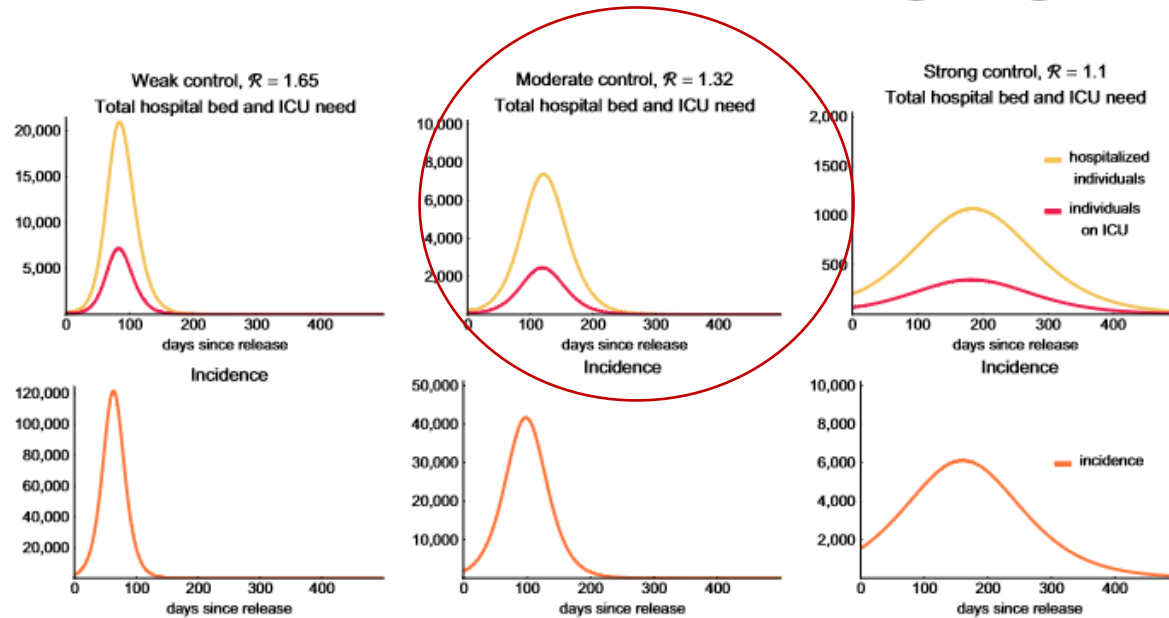 Weak control, ℛ = 1.65
Total hospital bed and ICU need
20,000
15,000
10,000
5,000
0 100 200 300 400
days since release
Moderate control, ℛ = 1.32
Total hospital bed and ICU need
10,000
8,000
6,000
4,000
2,000
0 100 200 300 400
days since release
Strong control, ℛ = 1.1
Total hospital bed and ICU need
2,000
1500
1000
500
0 100 200 300 400
days since release
hospitalized
individuals
individuals
on ICU
Incidence
120,000
100,000
80,000
60,000
40,000
20,000
0 100 200 300 400
days since release
Incidence
50,000
40,000
30,000
20,000
10,000
0 100 200 300 400
days since release
Incidence
10,000
8,000
6,000
4,000
2,000
0 100 200 300 400
days since release
incidence